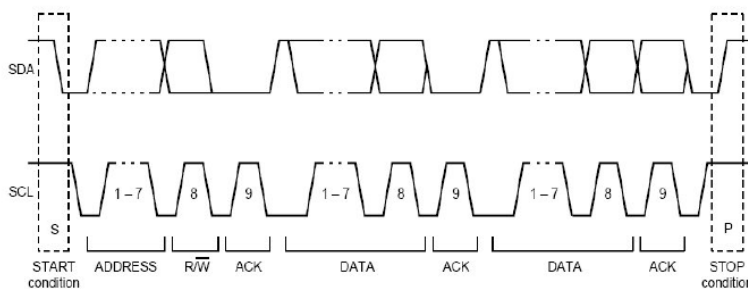 SDA
SCL
1 – 7 8 9 1 – 7 8 9 1 – 7 8 9
S P
START condition ADDRESS R/W̅ ACK DATA ACK DATA ACK STOP condition